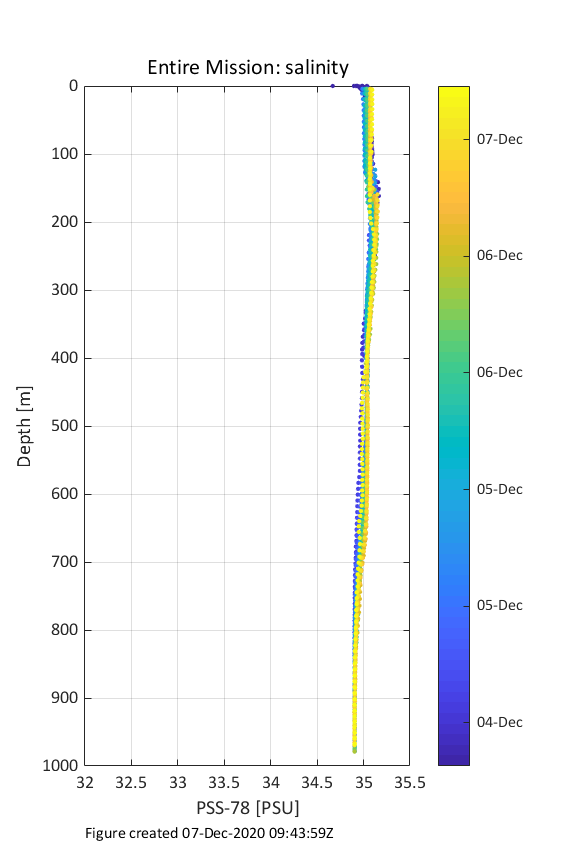 Entire Mission: salinity
0
100
200
300
400
500
600
700
800
900
1000
Depth [m]
32 32.5 33 33.5 34 34.5 35 35.5
PSS-78 [PSU]
07-Dec
06-Dec
06-Dec
05-Dec
05-Dec
04-Dec
Figure created 07-Dec-2020 09:43:59Z